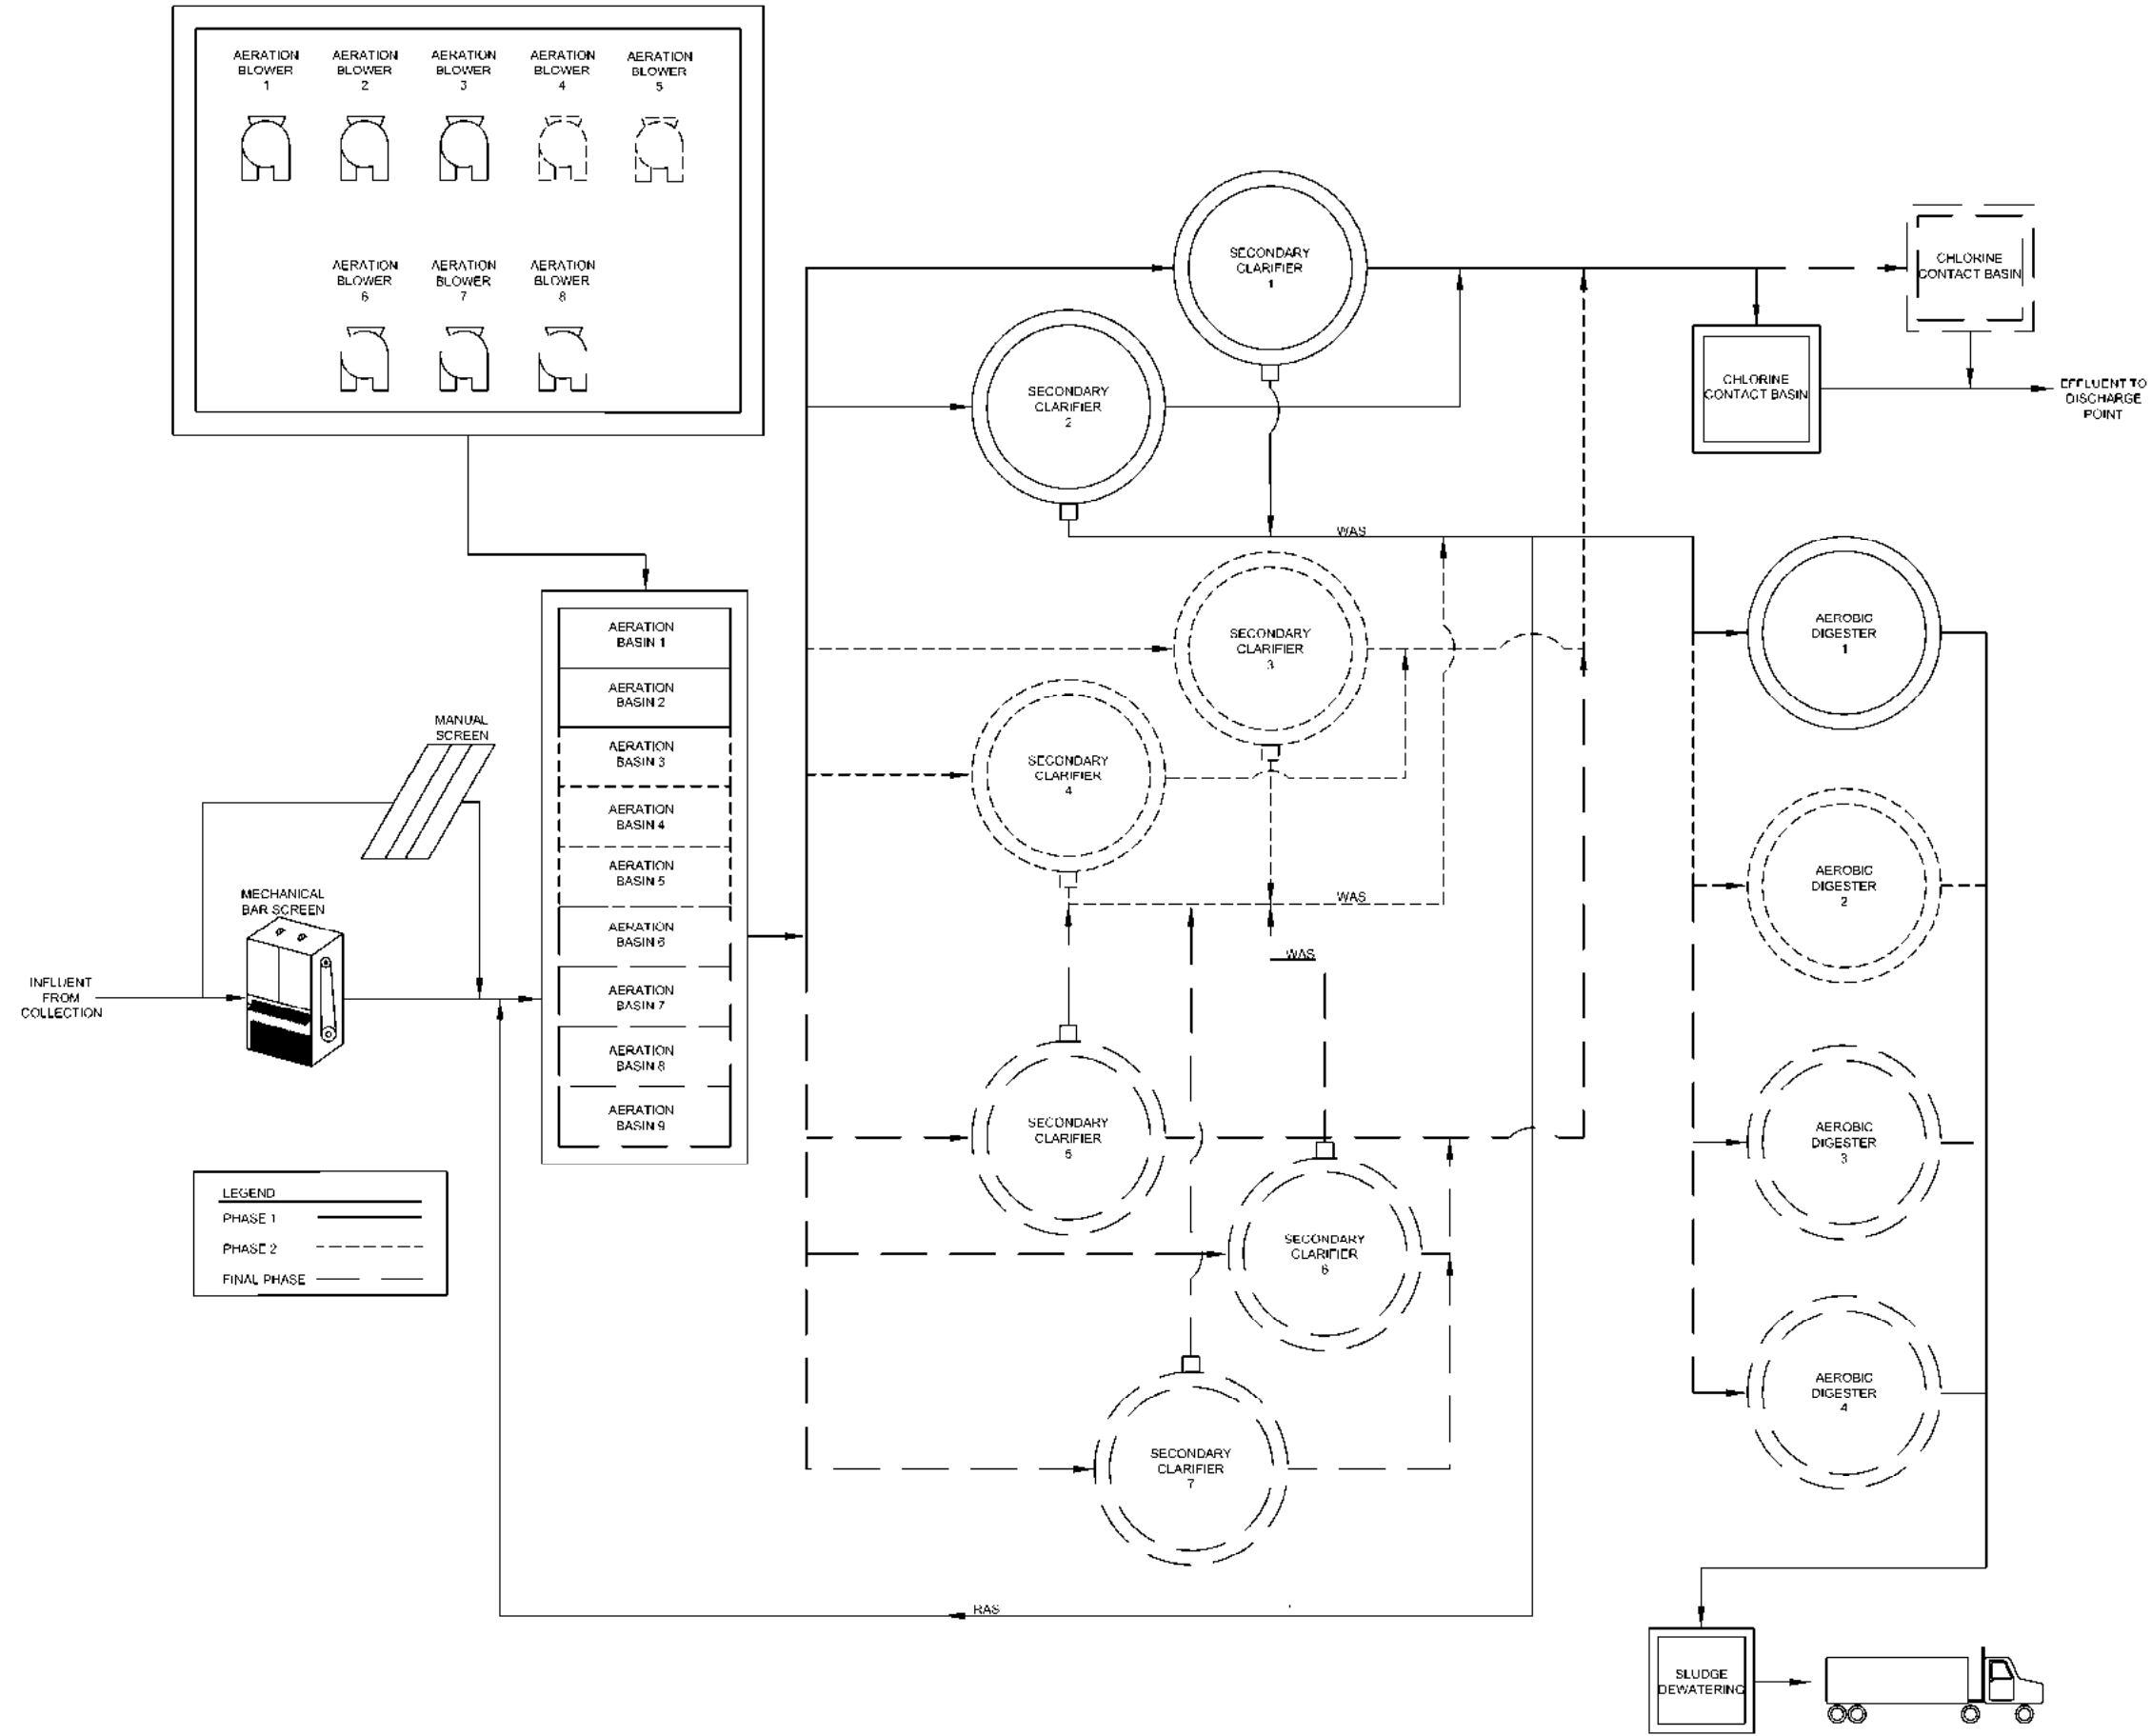 AERATION
BLOWER
1
AERATION
BLOWER
2
AERATION
BLOWER
3
AERATION
BLOWER
4
AERATION
BLOWER
5
AERATION
BLOWER
6
AERATION
BLOWER
7
AERATION
BLOWER
8
SECONDARY
CLARIFIER
1
CHLORINE
CONTACT BASIN
SECONDARY
CLARIFIER
2
CHLORINE
CONTACT BASIN
EFFLUENT TO
DISCHARGE
POINT
WAS
AERATION
BASIN 1
AERATION
BASIN 2
AERATION
BASIN 3
AERATION
BASIN 4
AERATION
BASIN 5
AERATION
BASIN 6
AERATION
BASIN 7
AERATION
BASIN 8
AERATION
BASIN 9
SECONDARY
CLARIFIER
3
AEROBIC
DIGESTER
1
MANUAL
SCREEN
SECONDARY
CLARIFIER
4
MECHANICAL
BAR SCREEN
WAS
AEROBIC
DIGESTER
2
WAS
INFLUENT
FROM
COLLECTION
SECONDARY
CLARIFIER
5
AEROBIC
DIGESTER
3
LEGEND
PHASE 1
PHASE 2
FINAL PHASE
SECONDARY
CLARIFIER
6
AEROBIC
DIGESTER
4
SECONDARY
CLARIFIER
7
RAS
SLUDGE
DEWATERING